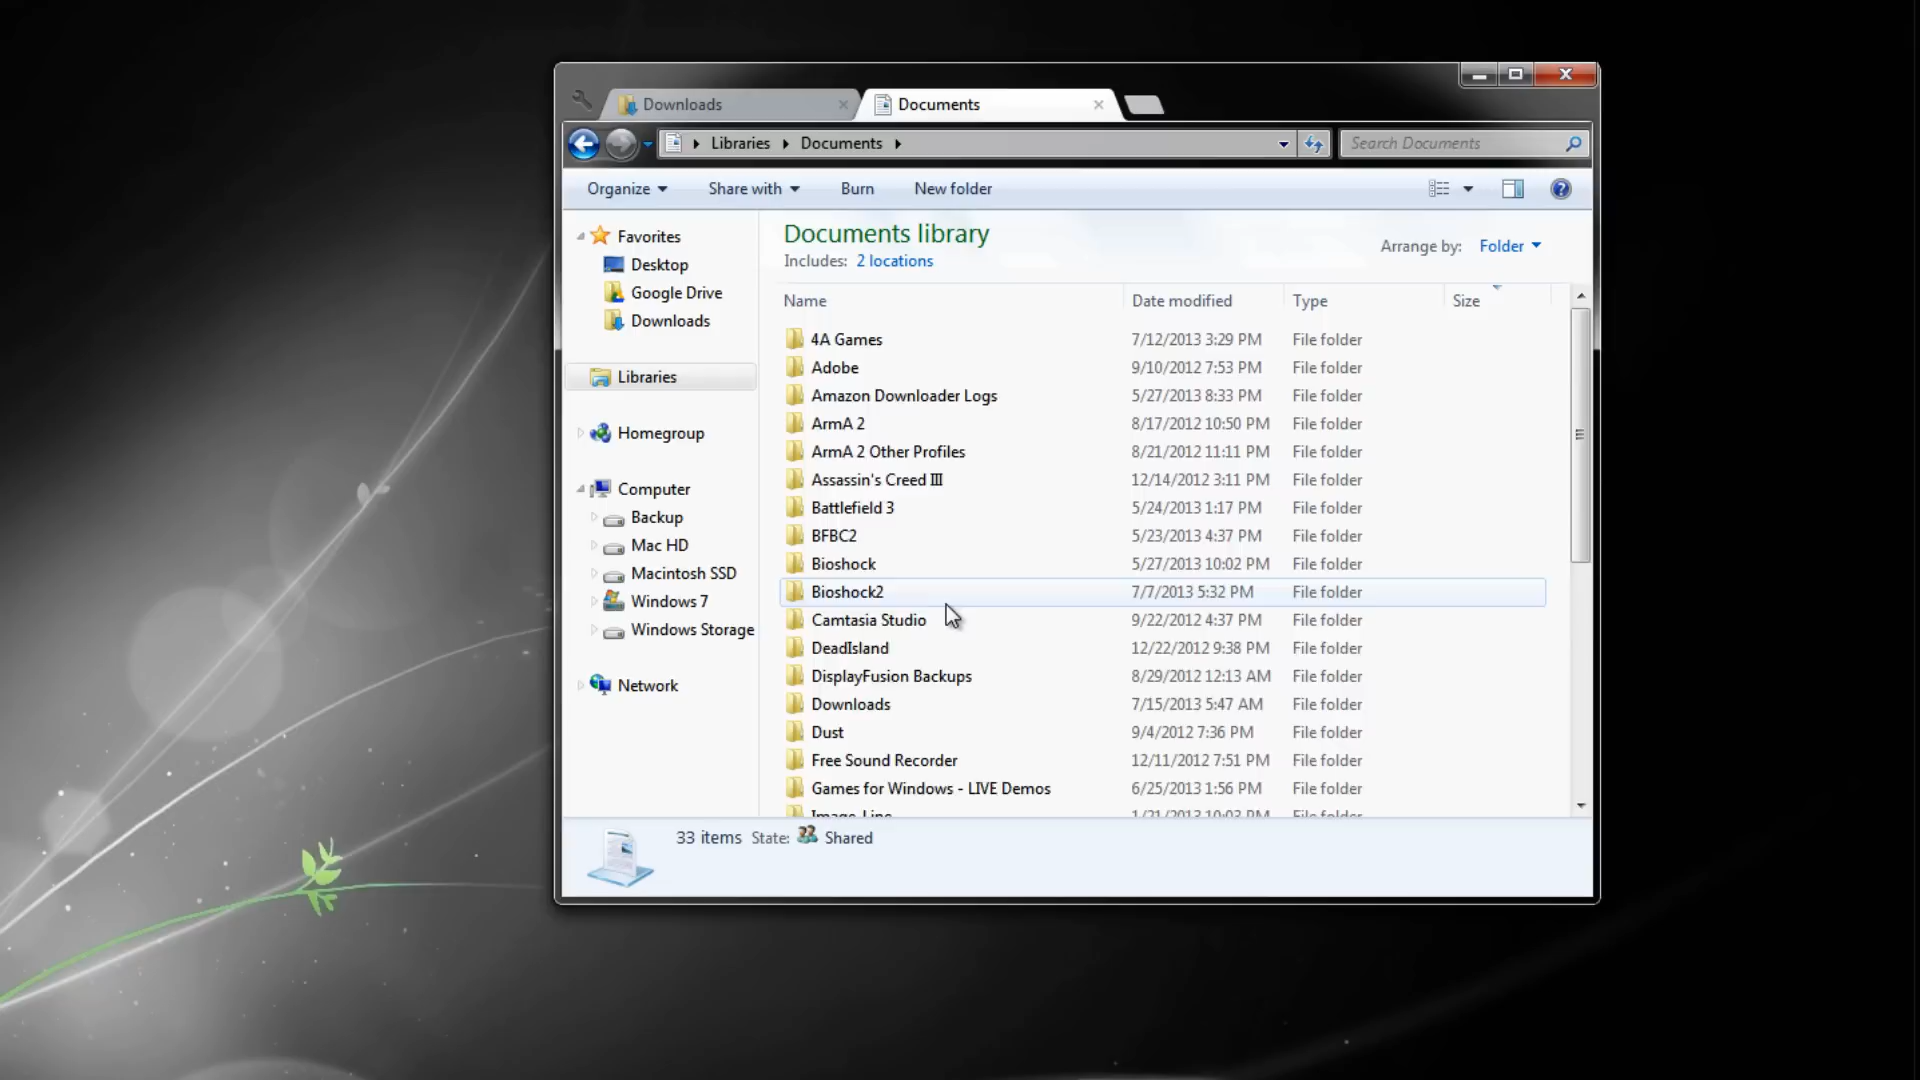 Downloads
Documents
Libraries Documents
Search Documents
Organize Share with Burn New folder
Favorites
Desktop
Google Drive
Downloads
Libraries
Homegroup
Computer
Backup
Mac HD
Macintosh SSD
Windows 7
Windows Storage
Network
Documents library
Includes: 2 locations
Arrange by: Folder
Name Date modified Type Size
4A Games 7/12/2013 3:29 PM File folder
Adobe 9/10/2012 7:53 PM File folder
Amazon Downloader Logs 5/27/2013 8:33 PM File folder
ArmA 2 8/17/2012 10:50 PM File folder
ArmA 2 Other Profiles 8/21/2012 11:11 PM File folder
Assassin's Creed III 12/14/2012 3:11 PM File folder
Battlefield 3 5/24/2013 1:17 PM File folder
BFBC2 5/23/2013 4:37 PM File folder
Bioshock 5/27/2013 10:02 PM File folder
Bioshock2 7/7/2013 5:32 PM File folder
Camtasia Studio 9/22/2012 4:37 PM File folder
DeadIsland 12/22/2012 9:38 PM File folder
DisplayFusion Backups 8/29/2012 12:13 AM File folder
Downloads 7/15/2013 5:47 AM File folder
Dust 9/4/2012 7:36 PM File folder
Free Sound Recorder 12/11/2012 7:51 PM File folder
Games for Windows - LIVE Demos 6/25/2013 1:56 PM File folder
Image-Line 1/21/2013 10:03 PM File folder
33 items State: Shared